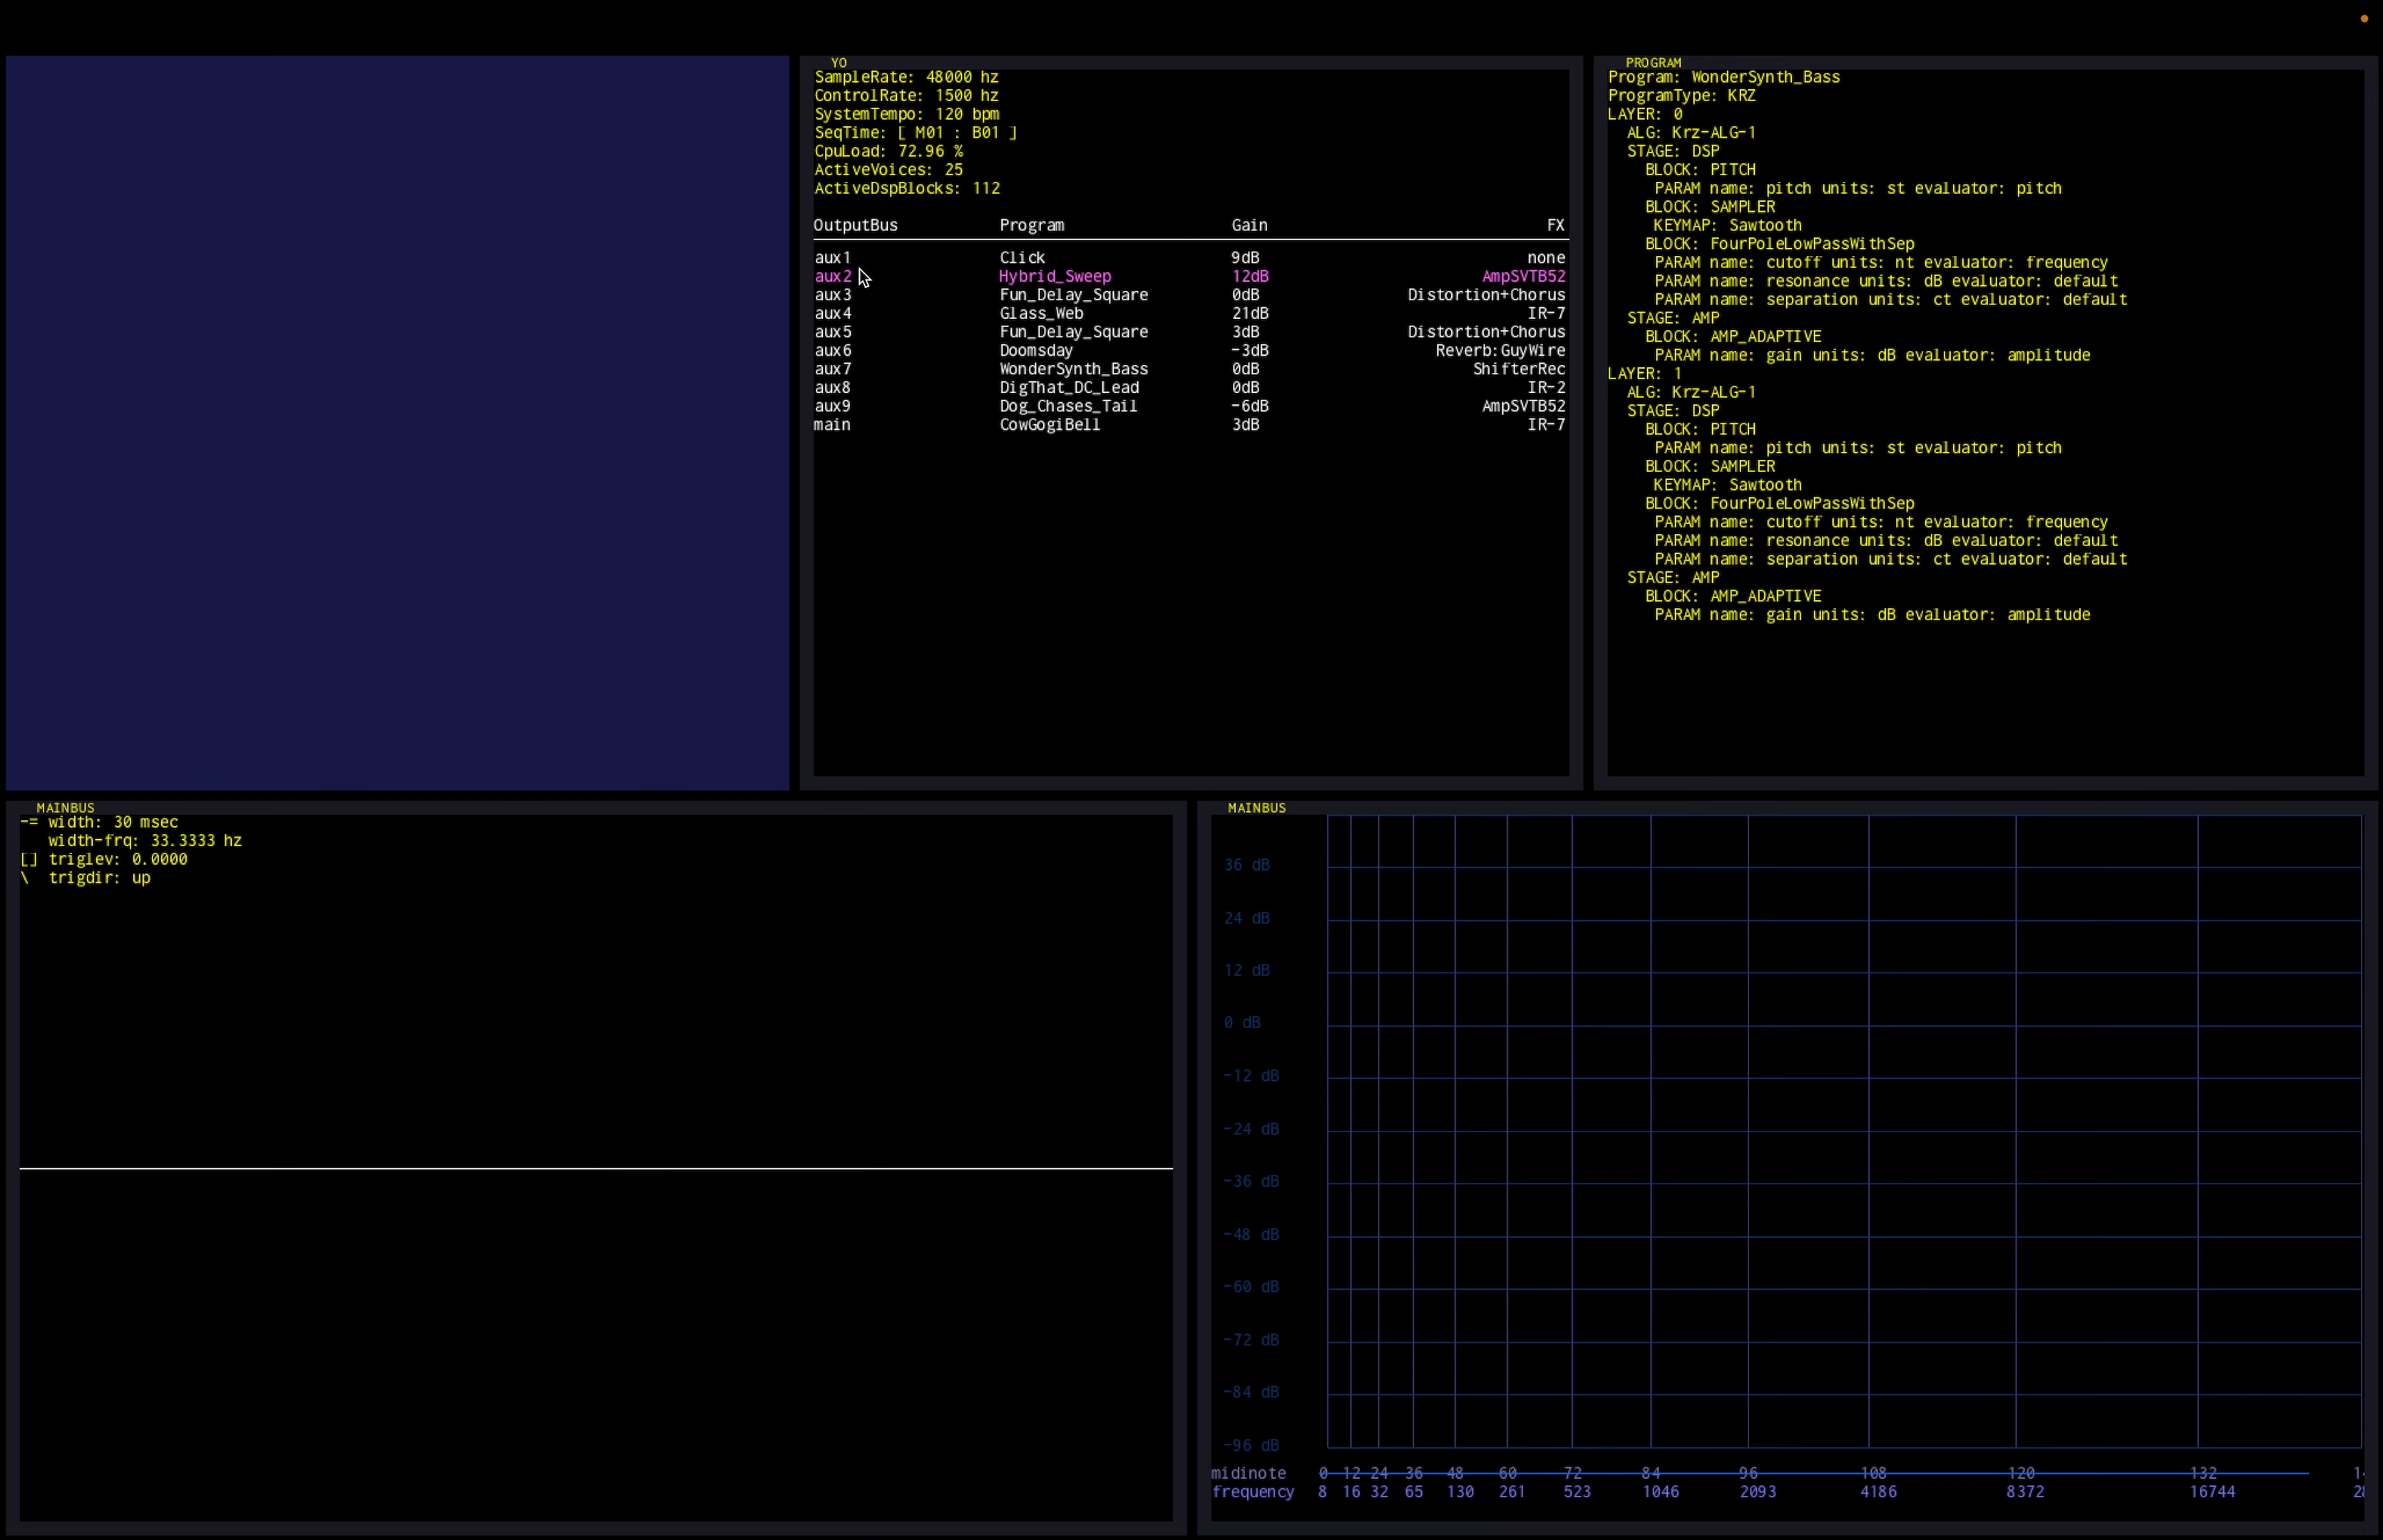 YO
SampleRate: 48000 hz
ControlRate: 1500 hz
SystemTempo: 120 bpm
SeqTime: [ M01 : B01 ]
CpuLoad: 72.96 %
ActiveVoices: 25
ActiveDspBlocks: 112
OutputBus Program Gain FX
aux1 Click 9dB none
aux2 Hybrid_Sweep 12dB AmpSVTB52
aux3 Fun_Delay_Square 0dB Distortion+Chorus
aux4 Glass_Web 21dB IR-7
aux5 Fun_Delay_Square 3dB Distortion+Chorus
aux6 Doomsday -3dB Reverb:GuyWire
aux7 WonderSynth_Bass 0dB ShifterRec
aux8 DigThat_DC_Lead 0dB IR-2
aux9 Dog_Chases_Tail -6dB AmpSVTB52
main CowGogiBell 3dB IR-7
PROGRAM
Program: WonderSynth_Bass
ProgramType: KRZ
LAYER: 0
ALG: Krz-ALG-1
STAGE: DSP
BLOCK: PITCH
PARAM name: pitch units: st evaluator: pitch
BLOCK: SAMPLER
KEYMAP: Sawtooth
BLOCK: FourPoleLowPassWithSep
PARAM name: cutoff units: nt evaluator: frequency
PARAM name: resonance units: dB evaluator: default
PARAM name: separation units: ct evaluator: default
STAGE: AMP
BLOCK: AMP_ADAPTIVE
PARAM name: gain units: dB evaluator: amplitude
LAYER: 1
ALG: Krz-ALG-1
STAGE: DSP
BLOCK: PITCH
PARAM name: pitch units: st evaluator: pitch
BLOCK: SAMPLER
KEYMAP: Sawtooth
BLOCK: FourPoleLowPassWithSep
PARAM name: cutoff units: nt evaluator: frequency
PARAM name: resonance units: dB evaluator: default
PARAM name: separation units: ct evaluator: default
STAGE: AMP
BLOCK: AMP_ADAPTIVE
PARAM name: gain units: dB evaluator: amplitude
MAINBUS
-= width: 30 msec
width-frq: 33.3333 hz
[] triglev: 0.0000
\ trigdir: up
MAINBUS
36 dB
24 dB
12 dB
0 dB
-12 dB
-24 dB
-36 dB
-48 dB
-60 dB
-72 dB
-84 dB
-96 dB
midinote 0 12 24 36 48 60 72 84 96 108 120 132
frequency 8 16 32 65 130 261 523 1046 2093 4186 8372 16744